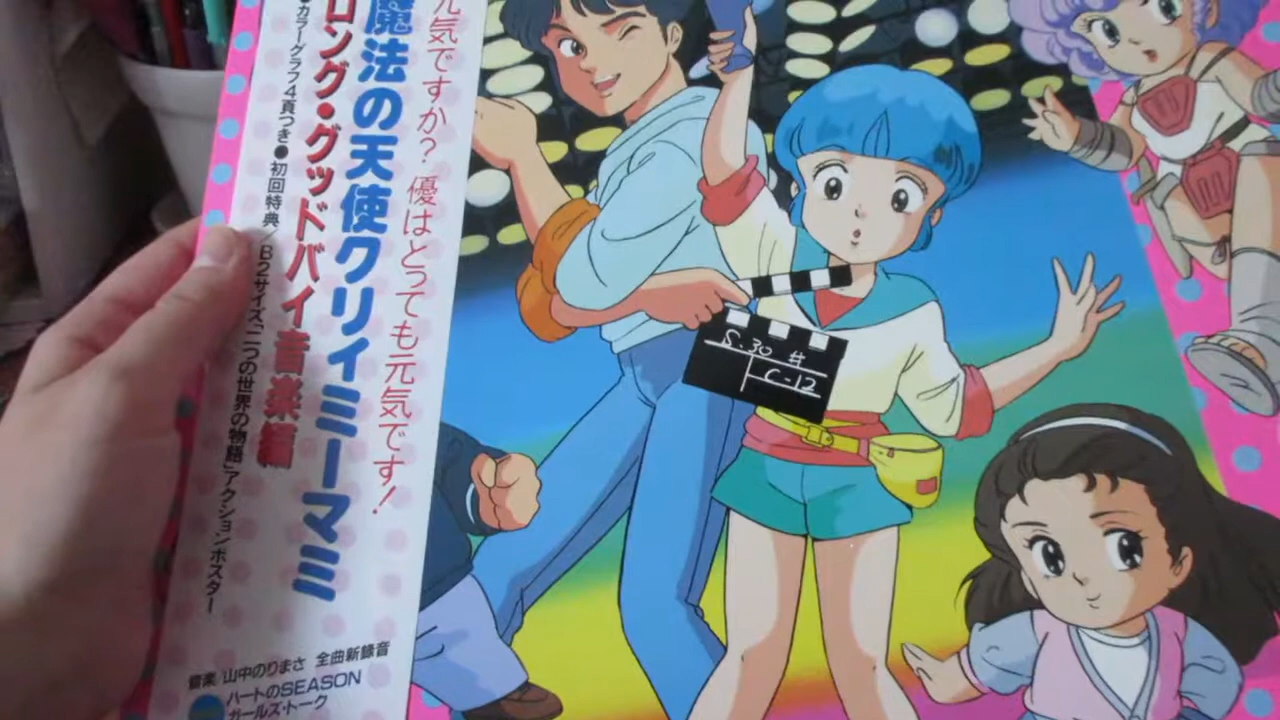 元気ですか? 優はとっても元気です!
魔法の天使クリィミーマミ
ロング・グッドバイ音楽編
●カラーグラフ4頁つき●初回特典/B2サイズ「二つの世界の物語」アクションポスター
音楽/山中のりまさ 全曲新録音
ハートのSEASON
ガールズ・トーク
S.30 #
C-12